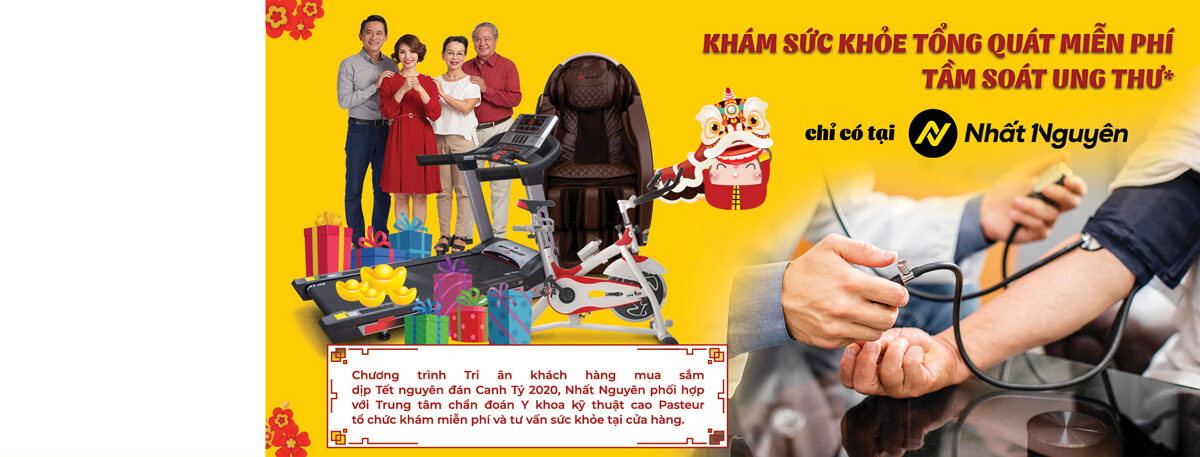 KHÁM SỨC KHỎE TỔNG QUÁT MIỄN PHÍ
TẦM SOÁT UNG THƯ*
chỉ có tại Nhất 1Nguyên
Chương trình Tri ân khách hàng mua sắm
dịp Tết nguyên đán Canh Tý 2020, Nhất Nguyên phối hợp
với Trung tâm chẩn đoán Y khoa kỹ thuật cao Pasteur
tổ chức khám miễn phí và tư vấn sức khỏe tại cửa hàng.